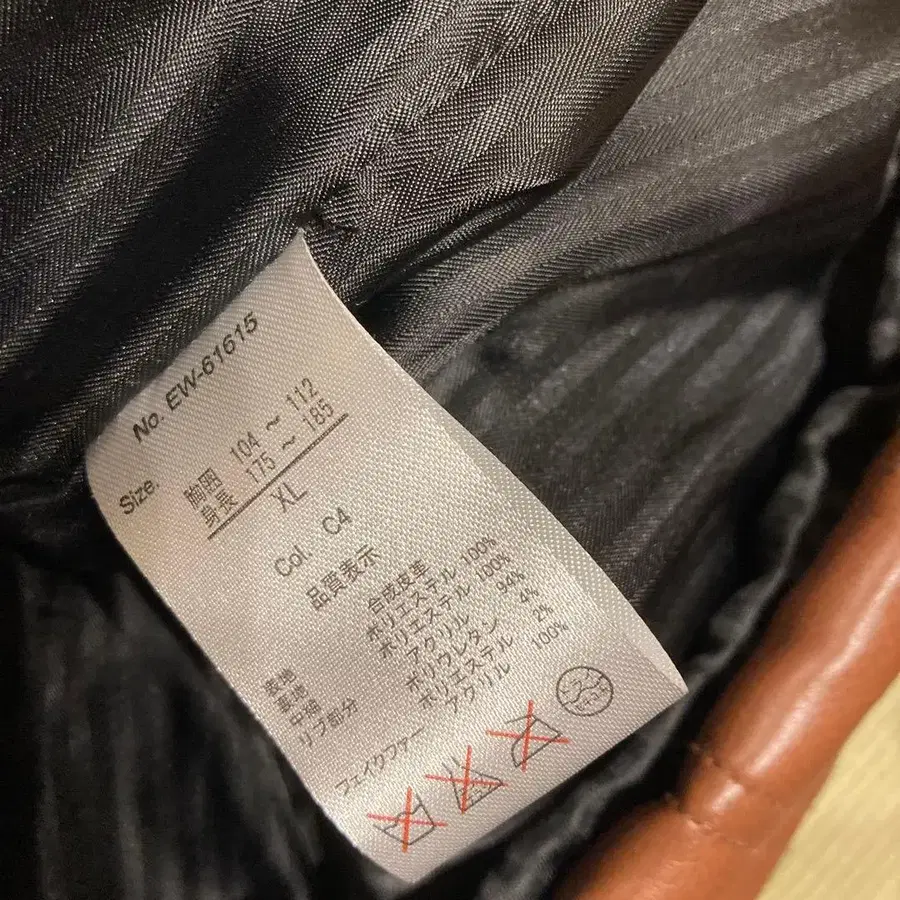 No. EW-61615
Size.
胸囲 104 ～ 112
身長 175 ～ 185
XL
Col. C4
品質表示
表地 合成皮革
裏地 ポリエステル 100%
中綿 ポリエステル 100%
リブ部分 アクリル 94%
ポリウレタン 4%
ポリエステル 2%
フェイクファー アクリル 100%